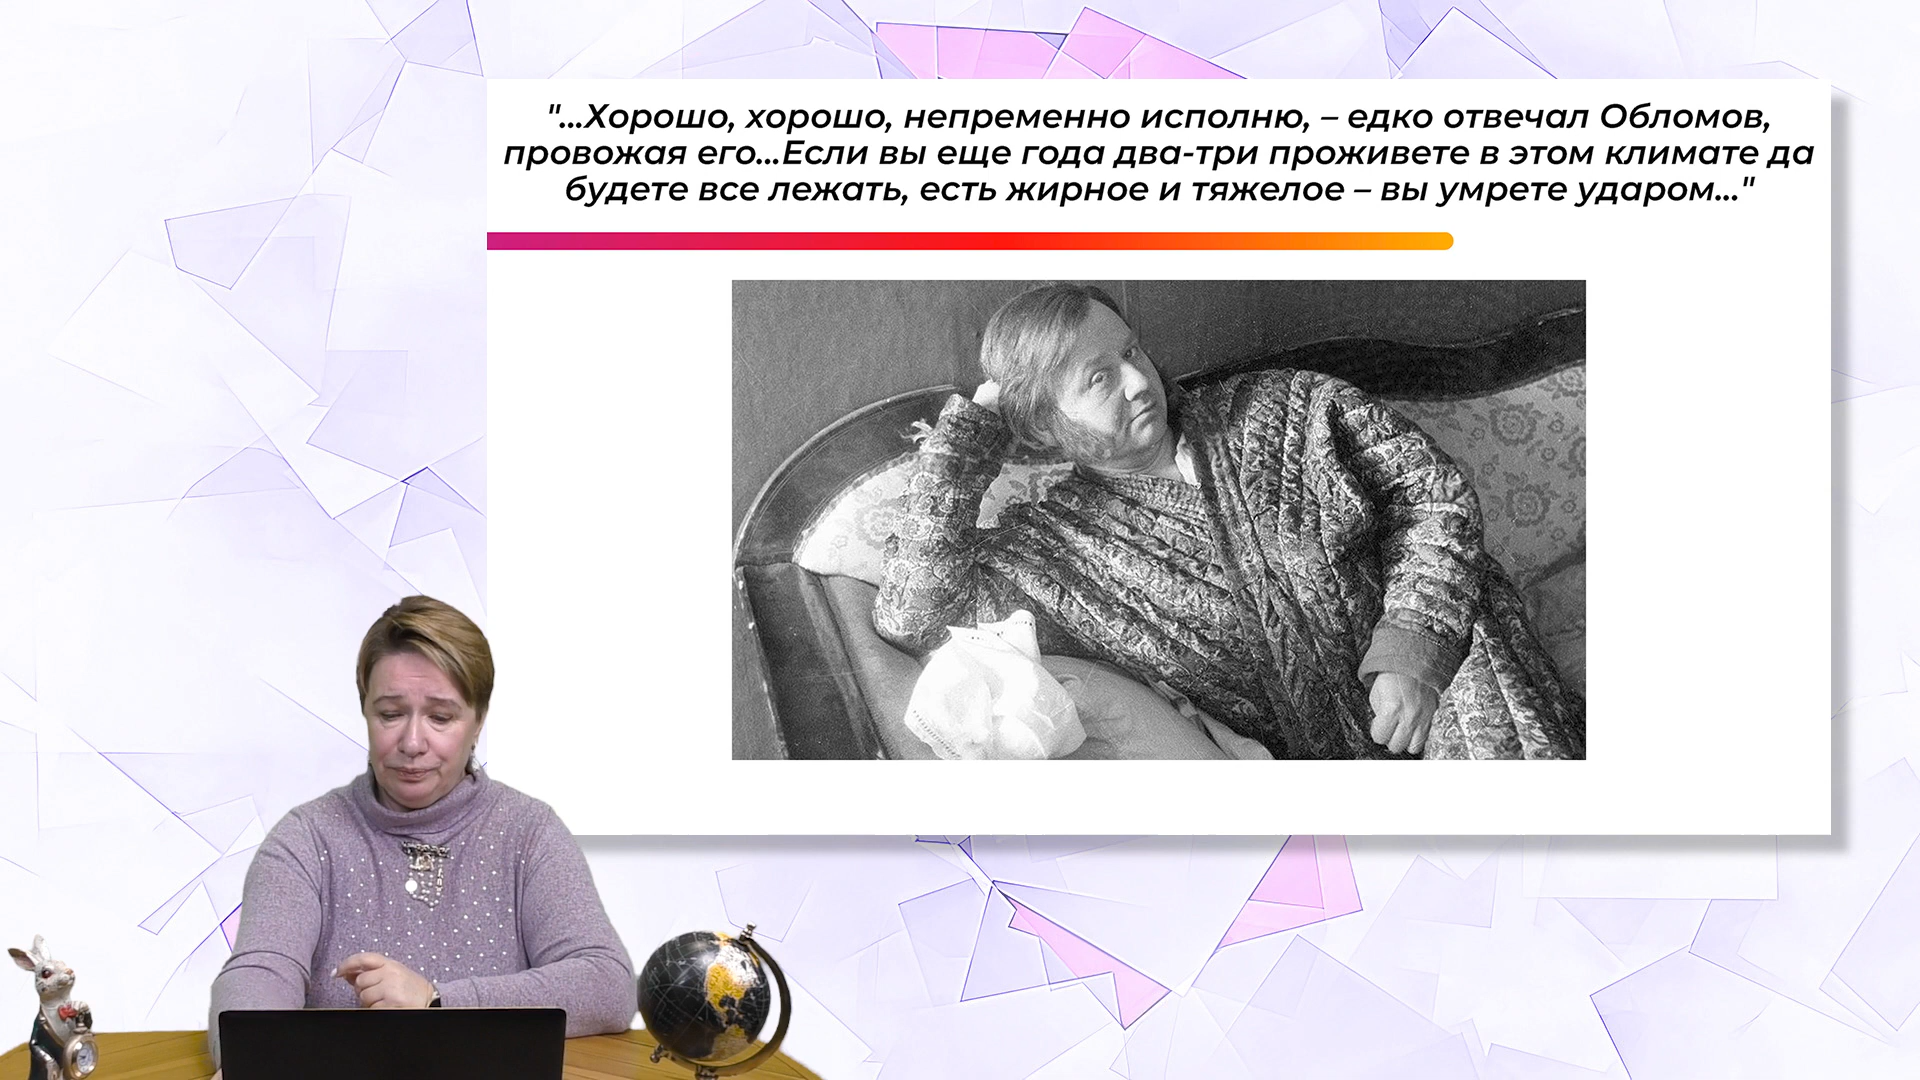 "...Хорошо, хорошо, непременно исполню, – едко отвечал Обломов,
провожая его...Если вы еще года два-три проживете в этом климате да
будете все лежать, есть жирное и тяжелое – вы умрете ударом..."